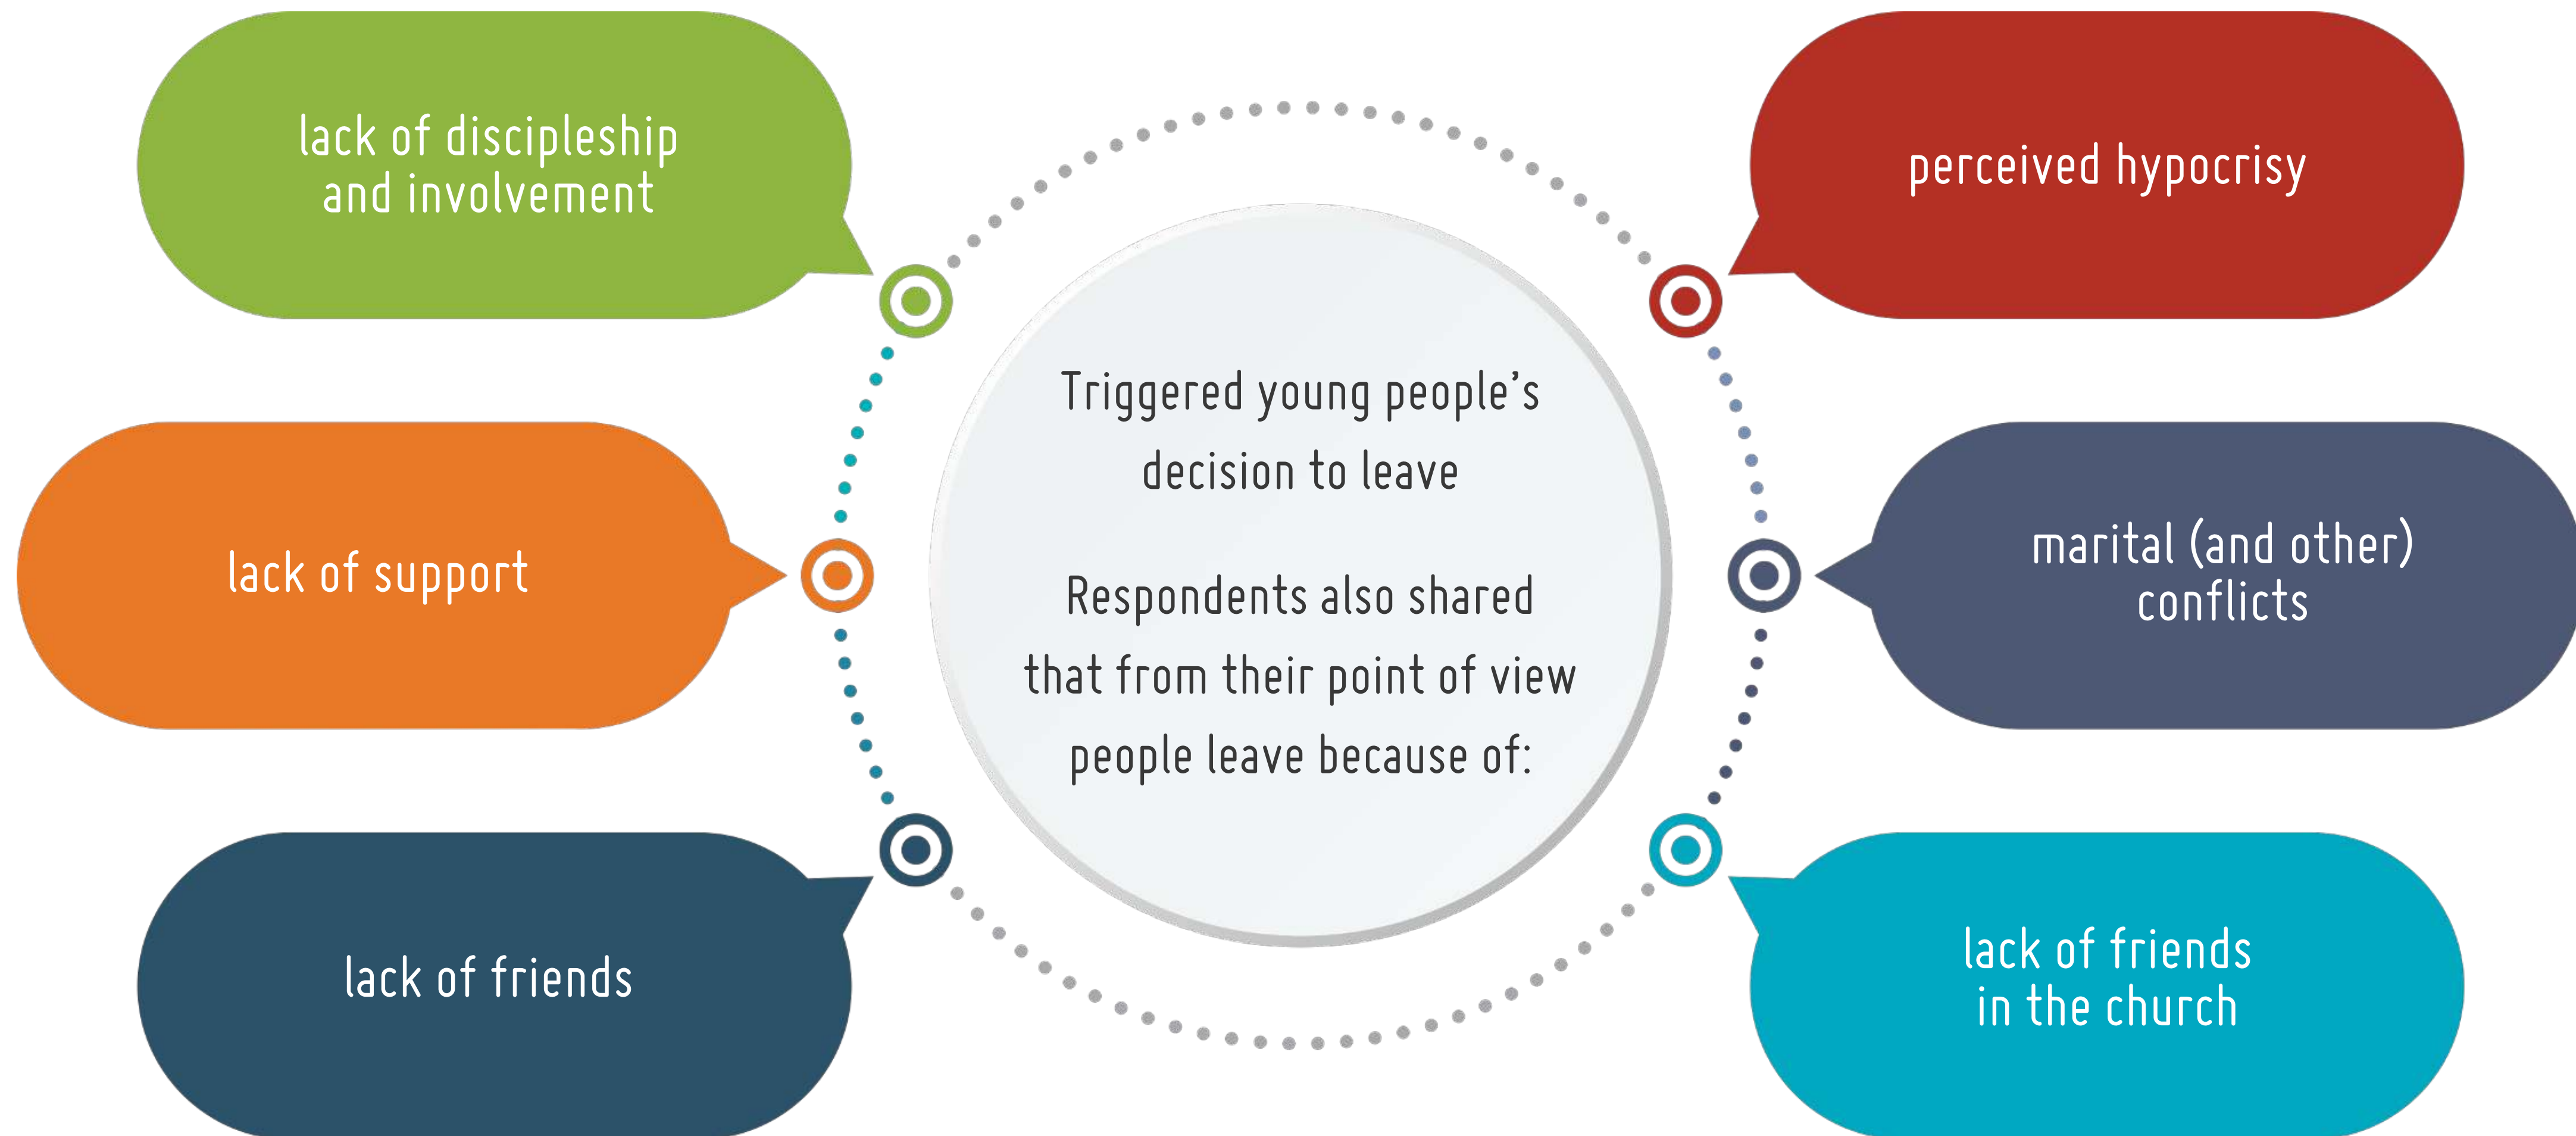 lack of discipleship
and involvement
perceived hypocrisy
Triggered young people's
decision to leave
Respondents also shared
that from their point of view
people leave because of:
lack of support
marital (and other)
conflicts
lack of friends
lack of friends
in the church